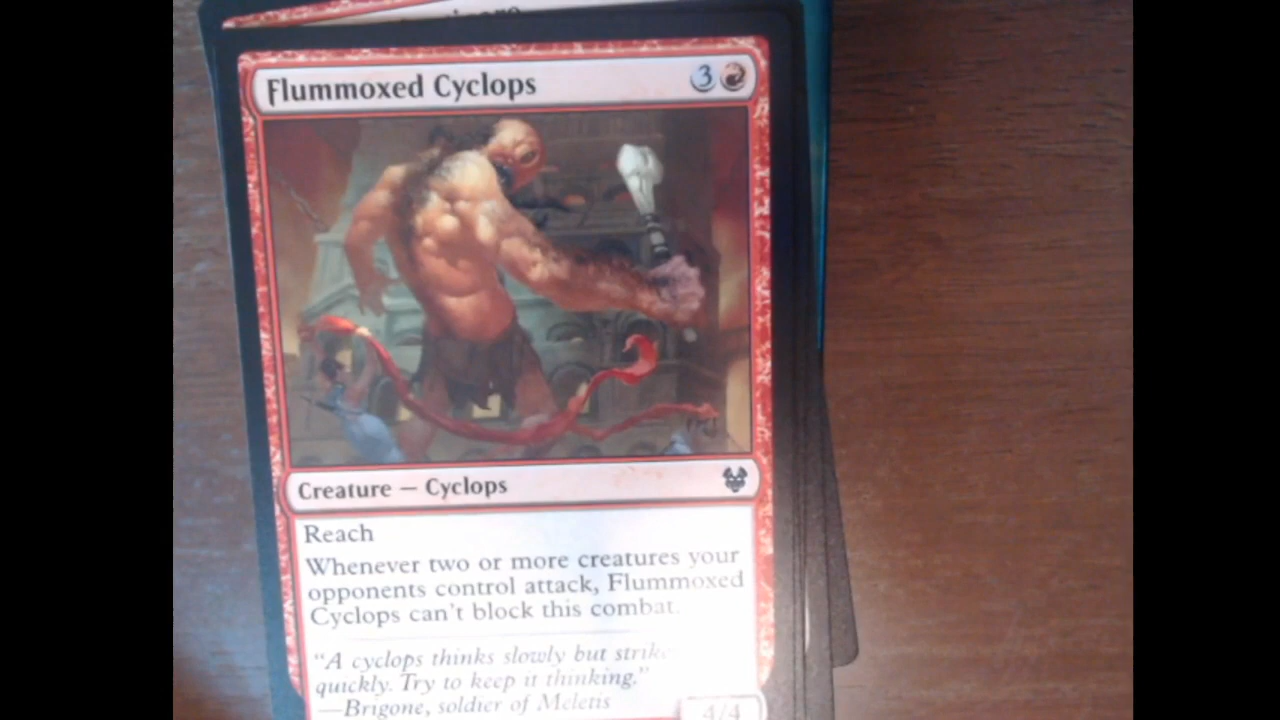 Flummoxed Cyclops 3
Creature — Cyclops
Reach
Whenever two or more creatures your
opponents control attack, Flummoxed
Cyclops can't block this combat.
"A cyclops thinks slowly but strikes
quickly. Try to keep it thinking."
—Brigone, soldier of Meletis
4/4